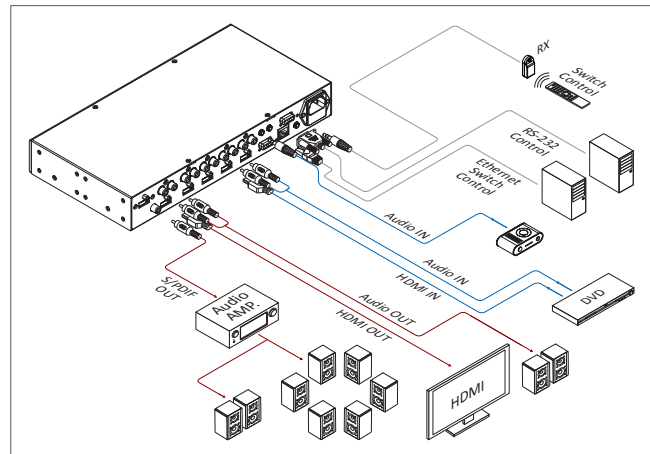 RX
Switch
Control
RS-232
Control
Ethernet
Switch
Control
Audio IN
Audio IN
HDMI IN
DVD
S/PDIF
OUT
Audio
AMP.
Audio OUT
HDMI OUT
HDMI